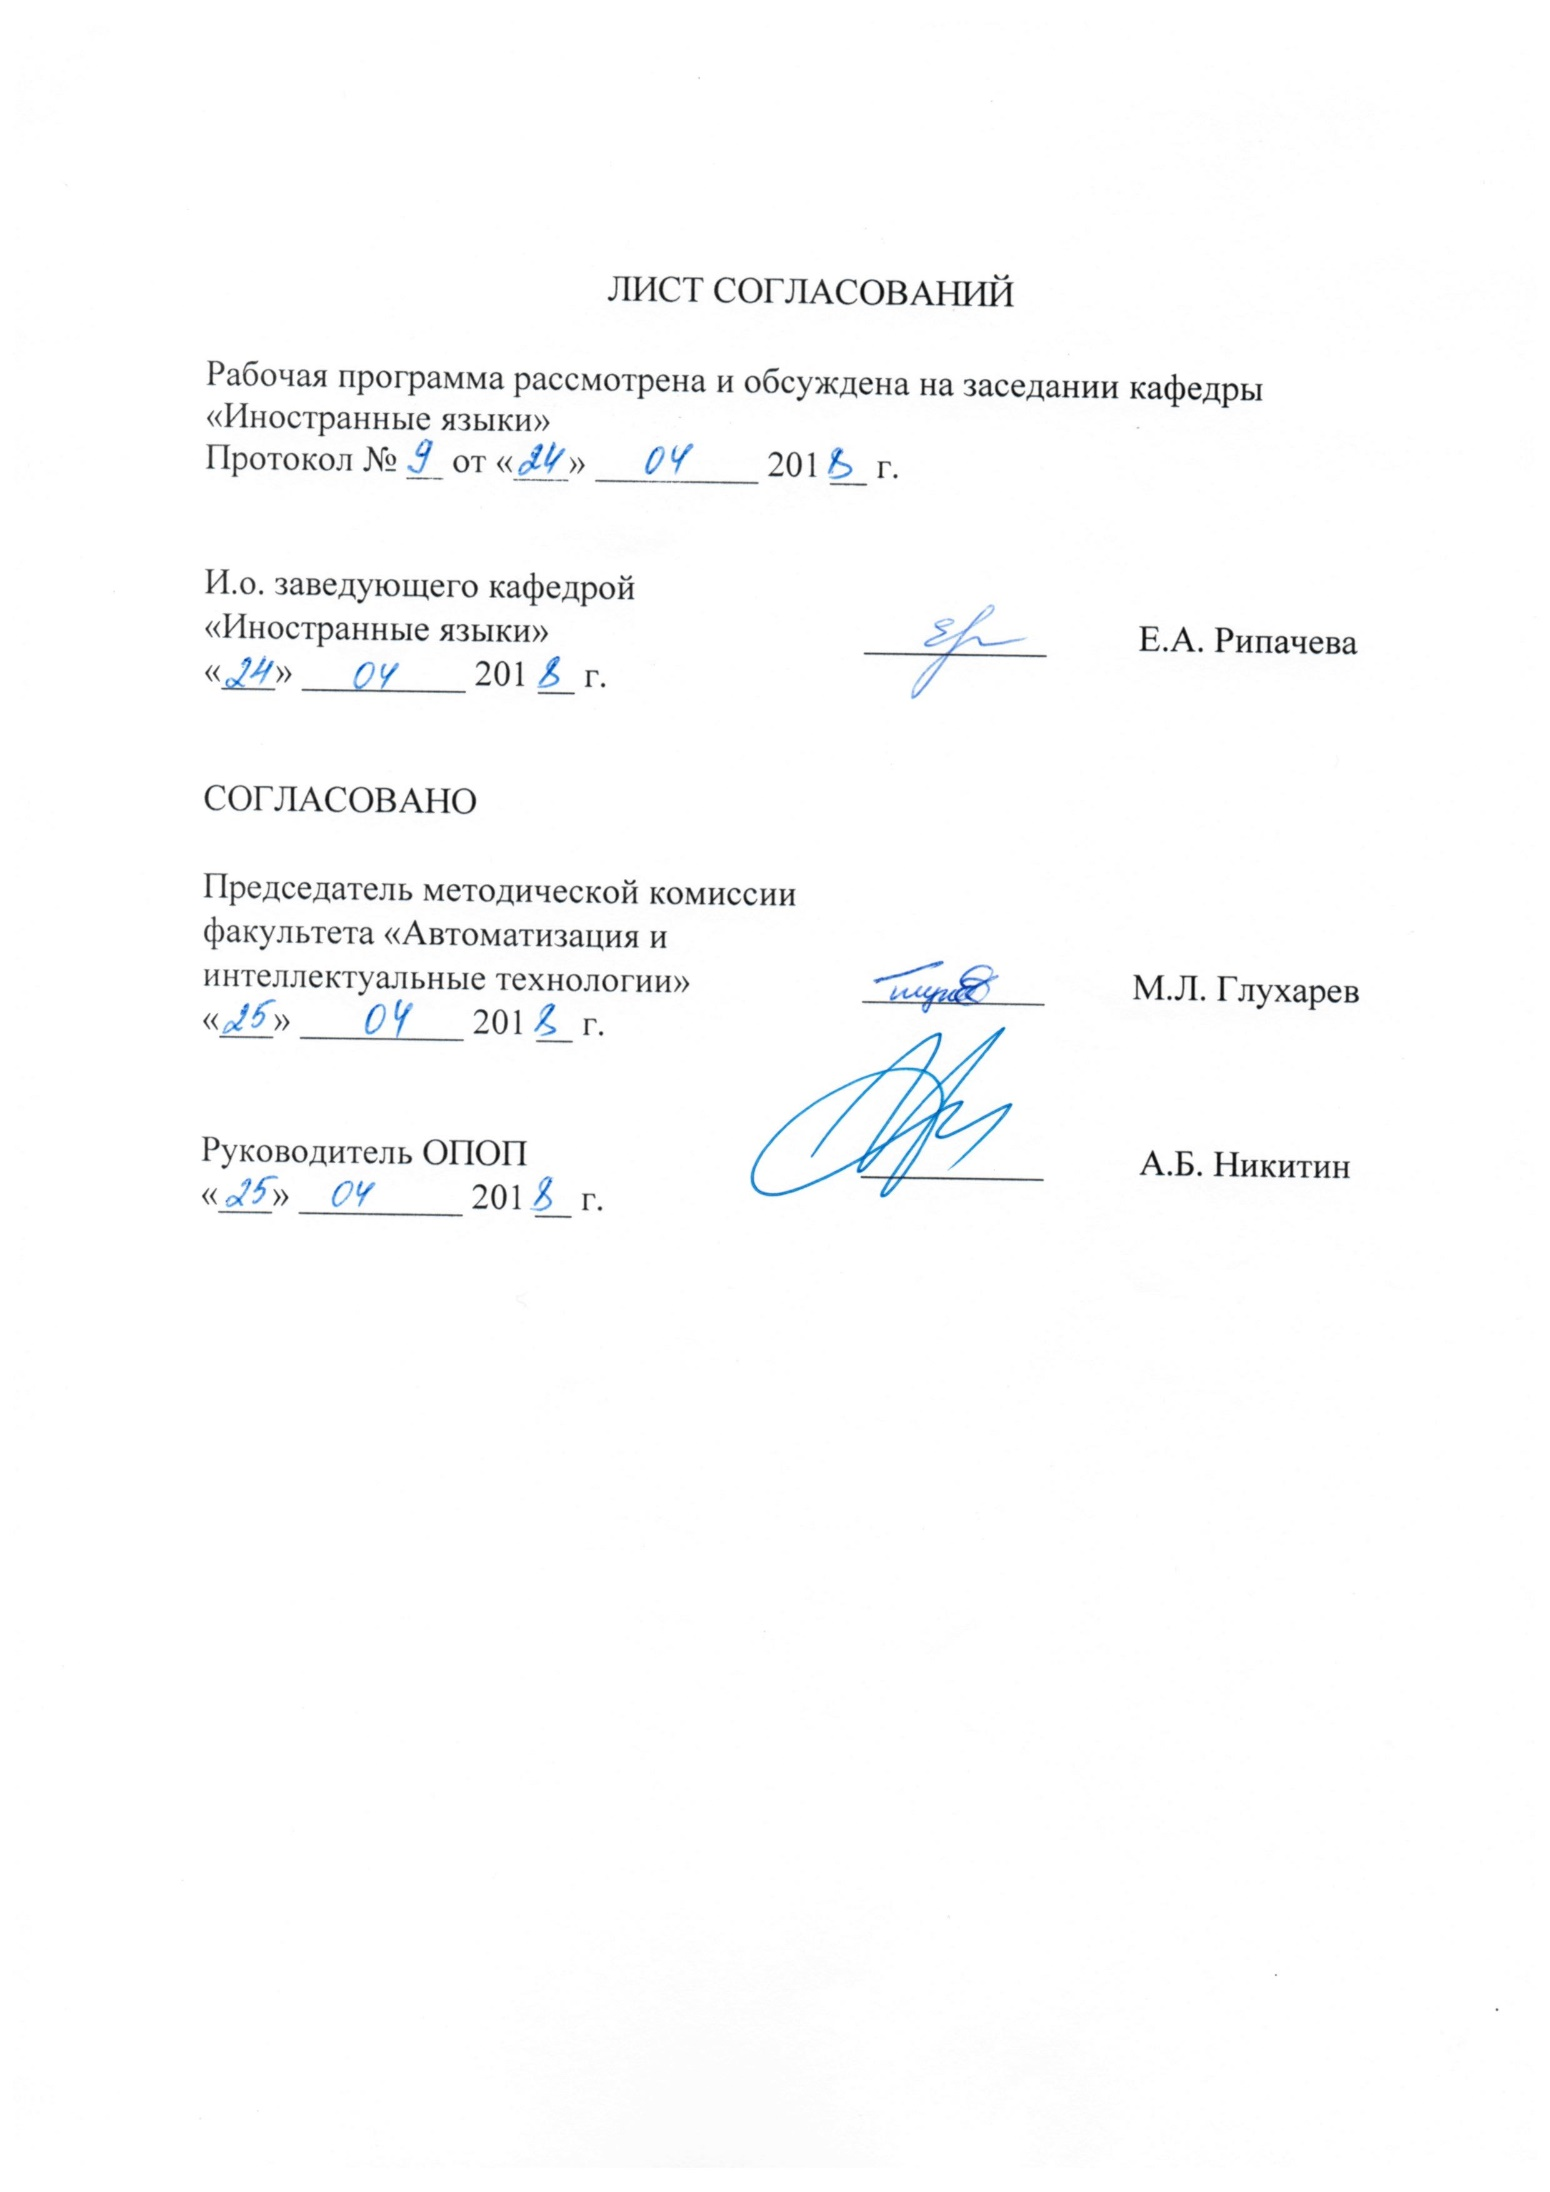 ЛИСТ СОГЛАСОВАНИЙ
Рабочая программа рассмотрена и обсуждена на заседании кафедры
«Иностранные языки»
Протокол № 9 от «24» 04 2018 г.
И.о. заведующего кафедрой
«Иностранные языки» Е.А. Рипачева
«24» 04 2018 г.
СОГЛАСОВАНО
Председатель методической комиссии
факультета «Автоматизация и
интеллектуальные технологии» М.Л. Глухарев
«25» 04 2018 г.
Руководитель ОПОП А.Б. Никитин
«25» 04 2018 г.